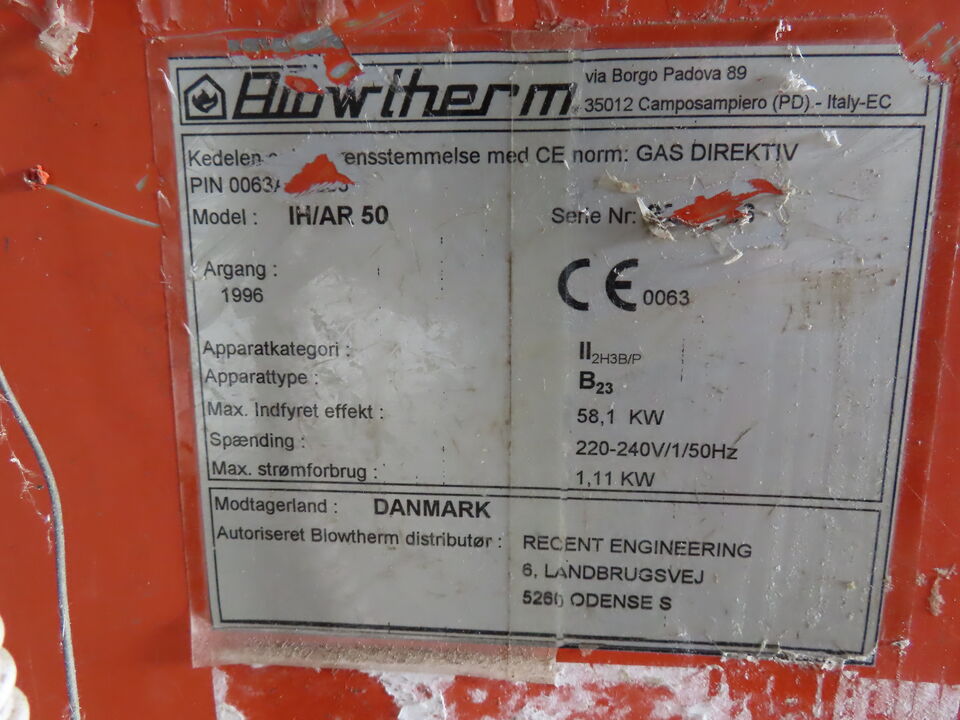 Blowtherm
via Borgo Padova 89
35012 Camposampiero (PD) - Italy-EC
Kedelen med CE norm: GAS DIREKTIV
PIN
Model : IH/AR 50 Serie Nr:
Argang :
1996
CE 0063
Apparatkategori : II2H3B/P
Apparattype : B23
Max. Indfyret effekt : 58,1 KW
Spænding : 220-240V/1/50Hz
Max. strømforbrug : 1,11 KW
Modtagerland : DANMARK
Autoriseret Blowtherm distributør : RECENT ENGINEERING
6, LANDBRUGSVEJ
5260 ODENSE S